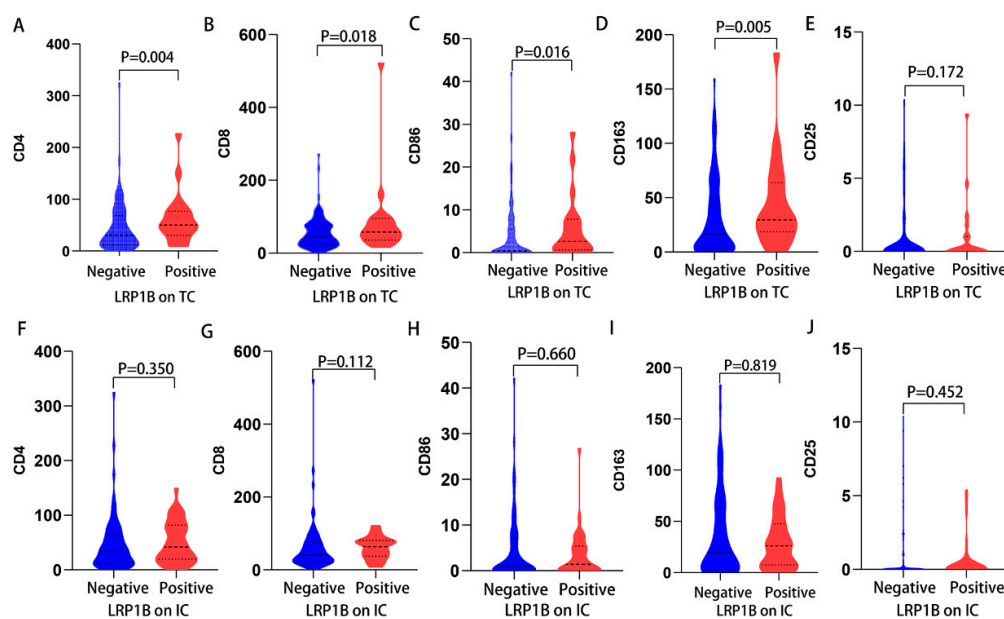 A B C D E
P=0.004 P=0.018 P=0.016 P=0.005 P=0.172
CD4
400
300
200
100
0
Negative Positive
LRP1B on TC
CD8
600
400
200
0
Negative Positive
LRP1B on TC
CD86
50
40
30
20
10
0
Negative Positive
LRP1B on TC
CD163
200
150
100
50
0
Negative Positive
LRP1B on TC
CD25
15
10
5
0
Negative Positive
LRP1B on TC
F G H I J
P=0.350 P=0.112 P=0.660 P=0.819 P=0.452
CD4
400
300
200
100
0
Negative Positive
LRP1B on IC
CD8
600
400
200
0
Negative Positive
LRP1B on IC
CD86
50
40
30
20
10
0
Negative Positive
LRP1B on IC
CD163
200
150
100
50
0
Negative Positive
LRP1B on IC
CD25
15
10
5
0
Negative Positive
LRP1B on IC